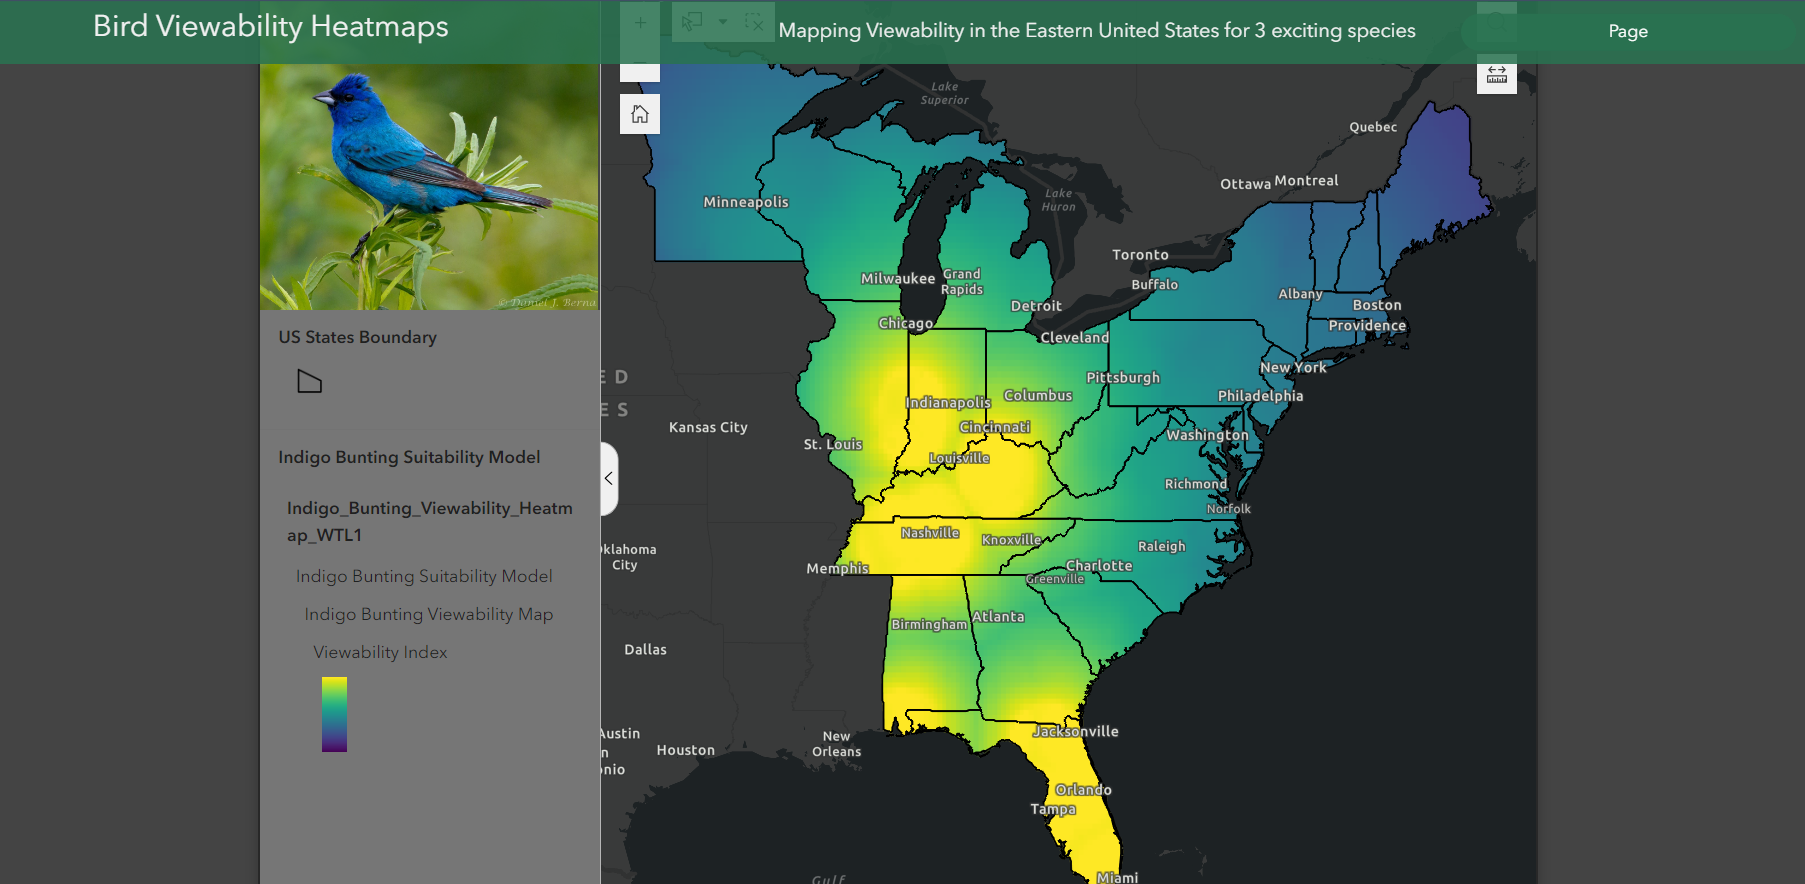 Bird Viewability Heatmaps
Mapping Viewability in the Eastern United States for 3 exciting species
Page
US States Boundary
Indigo Bunting Suitability Model
Indigo_Bunting_Viewability_Heatm
ap_WTL1
Indigo Bunting Suitability Model
Indigo Bunting Viewability Map
Viewability Index
© Daniel J. Berna
Lake
Superior
Quebec
Ottawa
Montreal
Lake
Huron
Minneapolis
Toronto
Milwaukee
Grand
Rapids
Buffalo
Albany
Boston
Detroit
Chicago
Providence
Cleveland
New York
E D
Pittsburgh
Columbus
Philadelphia
Indianapolis
E S
Kansas City
Cincinnati
Washington
St. Louis
Louisville
Richmond
Norfolk
Nashville
Knoxville
Raleigh
Oklahoma
City
Memphis
Charlotte
Greenville
Birmingham
Atlanta
Dallas
Austin
n
onio
Houston
New
Orleans
Jacksonville
Orlando
Tampa
Miami
Gulf